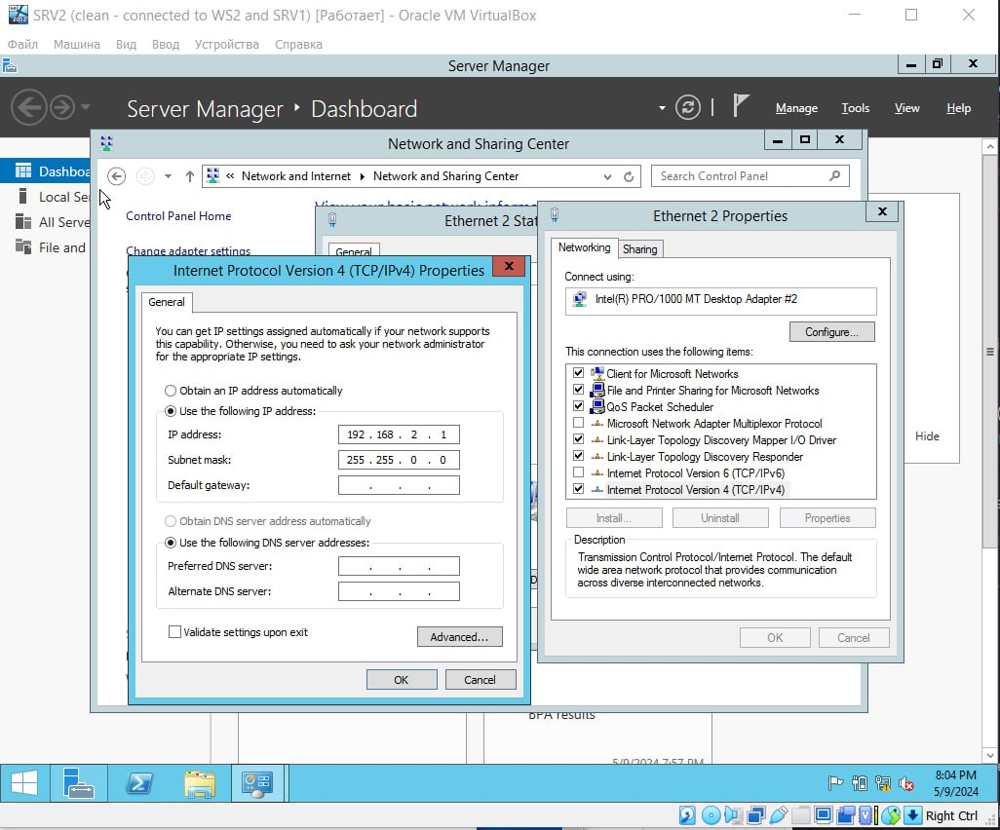 SRV2 (clean - connected to WS2 and SRV1) [Работает] - Oracle VM VirtualBox
Файл Машина Вид Ввод Устройства Справка
Server Manager
Server Manager Dashboard
Manage Tools View Help
Network and Sharing Center
Dashboa
Local Se
All Serve
File and
« Network and Internet Network and Sharing Center
Search Control Panel
Control Panel Home
Change adapter settings
View your basic network informa
Ethernet 2 Stat
General
Ethernet 2 Properties
Networking Sharing
Connect using:
Intel(R) PRO/1000 MT Desktop Adapter #2
Configure...
This connection uses the following items:
Client for Microsoft Networks
File and Printer Sharing for Microsoft Networks
QoS Packet Scheduler
Microsoft Network Adapter Multiplexor Protocol
Link-Layer Topology Discovery Mapper I/O Driver
Link-Layer Topology Discovery Responder
Internet Protocol Version 6 (TCP/IPv6)
Internet Protocol Version 4 (TCP/IPv4)
Install... Uninstall Properties
Description
Transmission Control Protocol/Internet Protocol. The default
wide area network protocol that provides communication
across diverse interconnected networks.
OK Cancel
Internet Protocol Version 4 (TCP/IPv4) Properties
General
You can get IP settings assigned automatically if your network supports
this capability. Otherwise, you need to ask your network administrator
for the appropriate IP settings.
Obtain an IP address automatically
Use the following IP address:
IP address: 192 . 168 . 2 . 1
Subnet mask: 255 . 255 . 0 . 0
Default gateway: . . .
Obtain DNS server address automatically
Use the following DNS server addresses:
Preferred DNS server: . . .
Alternate DNS server: . . .
Validate settings upon exit
Advanced...
OK Cancel
Hide
BPA results
5/9/2024 7:57 PM
8:04 PM
5/9/2024
Right Ctrl